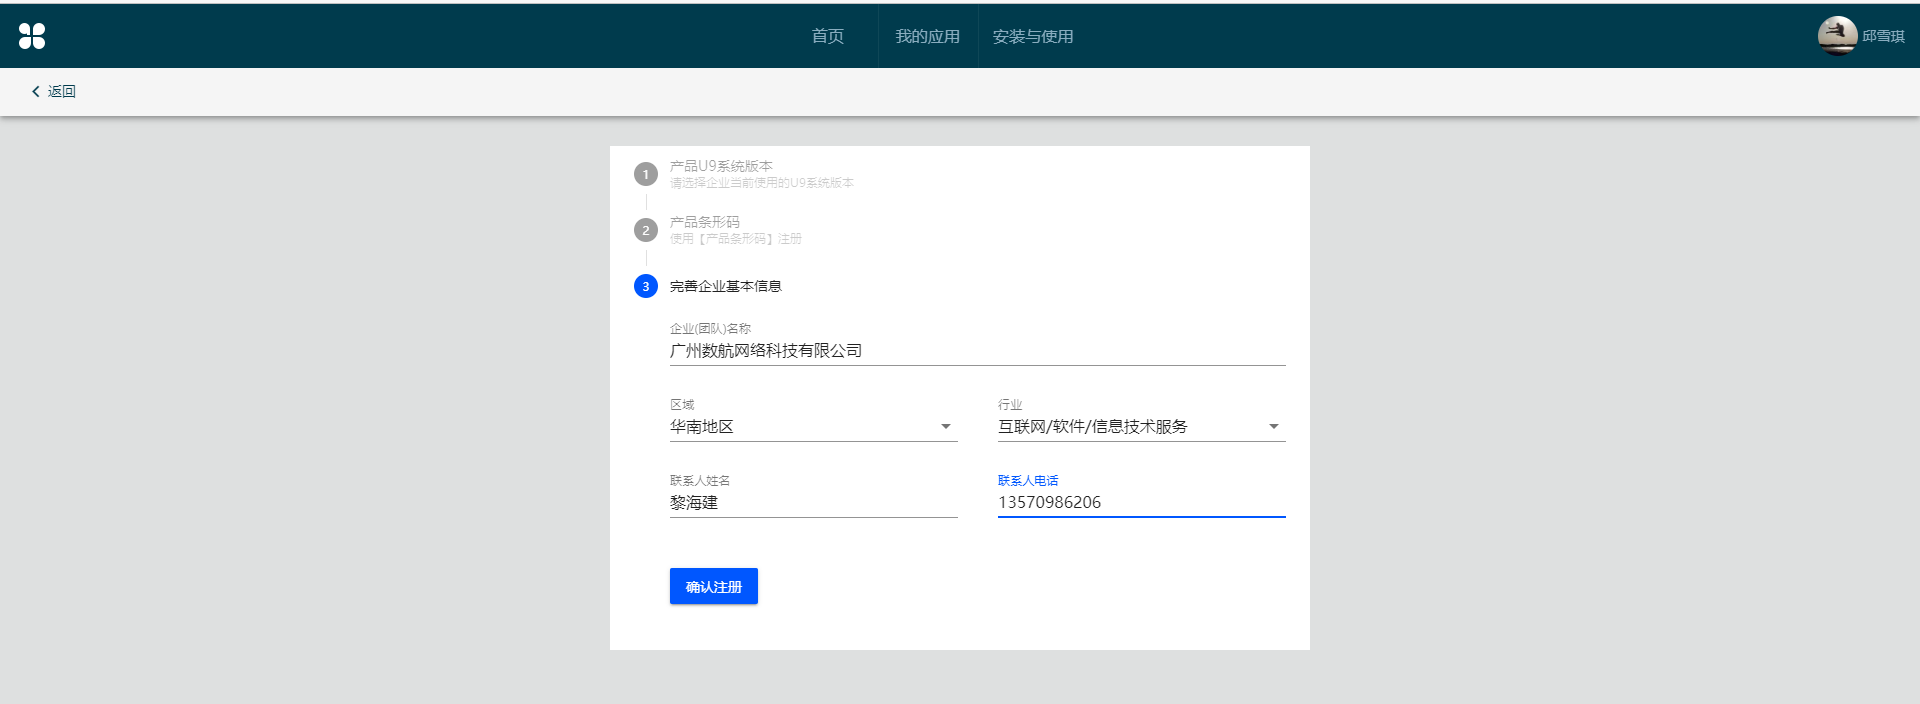 首页
我的应用
安装与使用
邱雪琪
返回
1
产品U9系统版本
请选择企业当前使用的U9系统版本
2
产品条形码
使用【产品条形码】注册
3
完善企业基本信息
企业(团队)名称
广州数航网络科技有限公司
区域
行业
华南地区
互联网/软件/信息技术服务
联系人姓名
联系人电话
黎海建
13570986206
确认注册